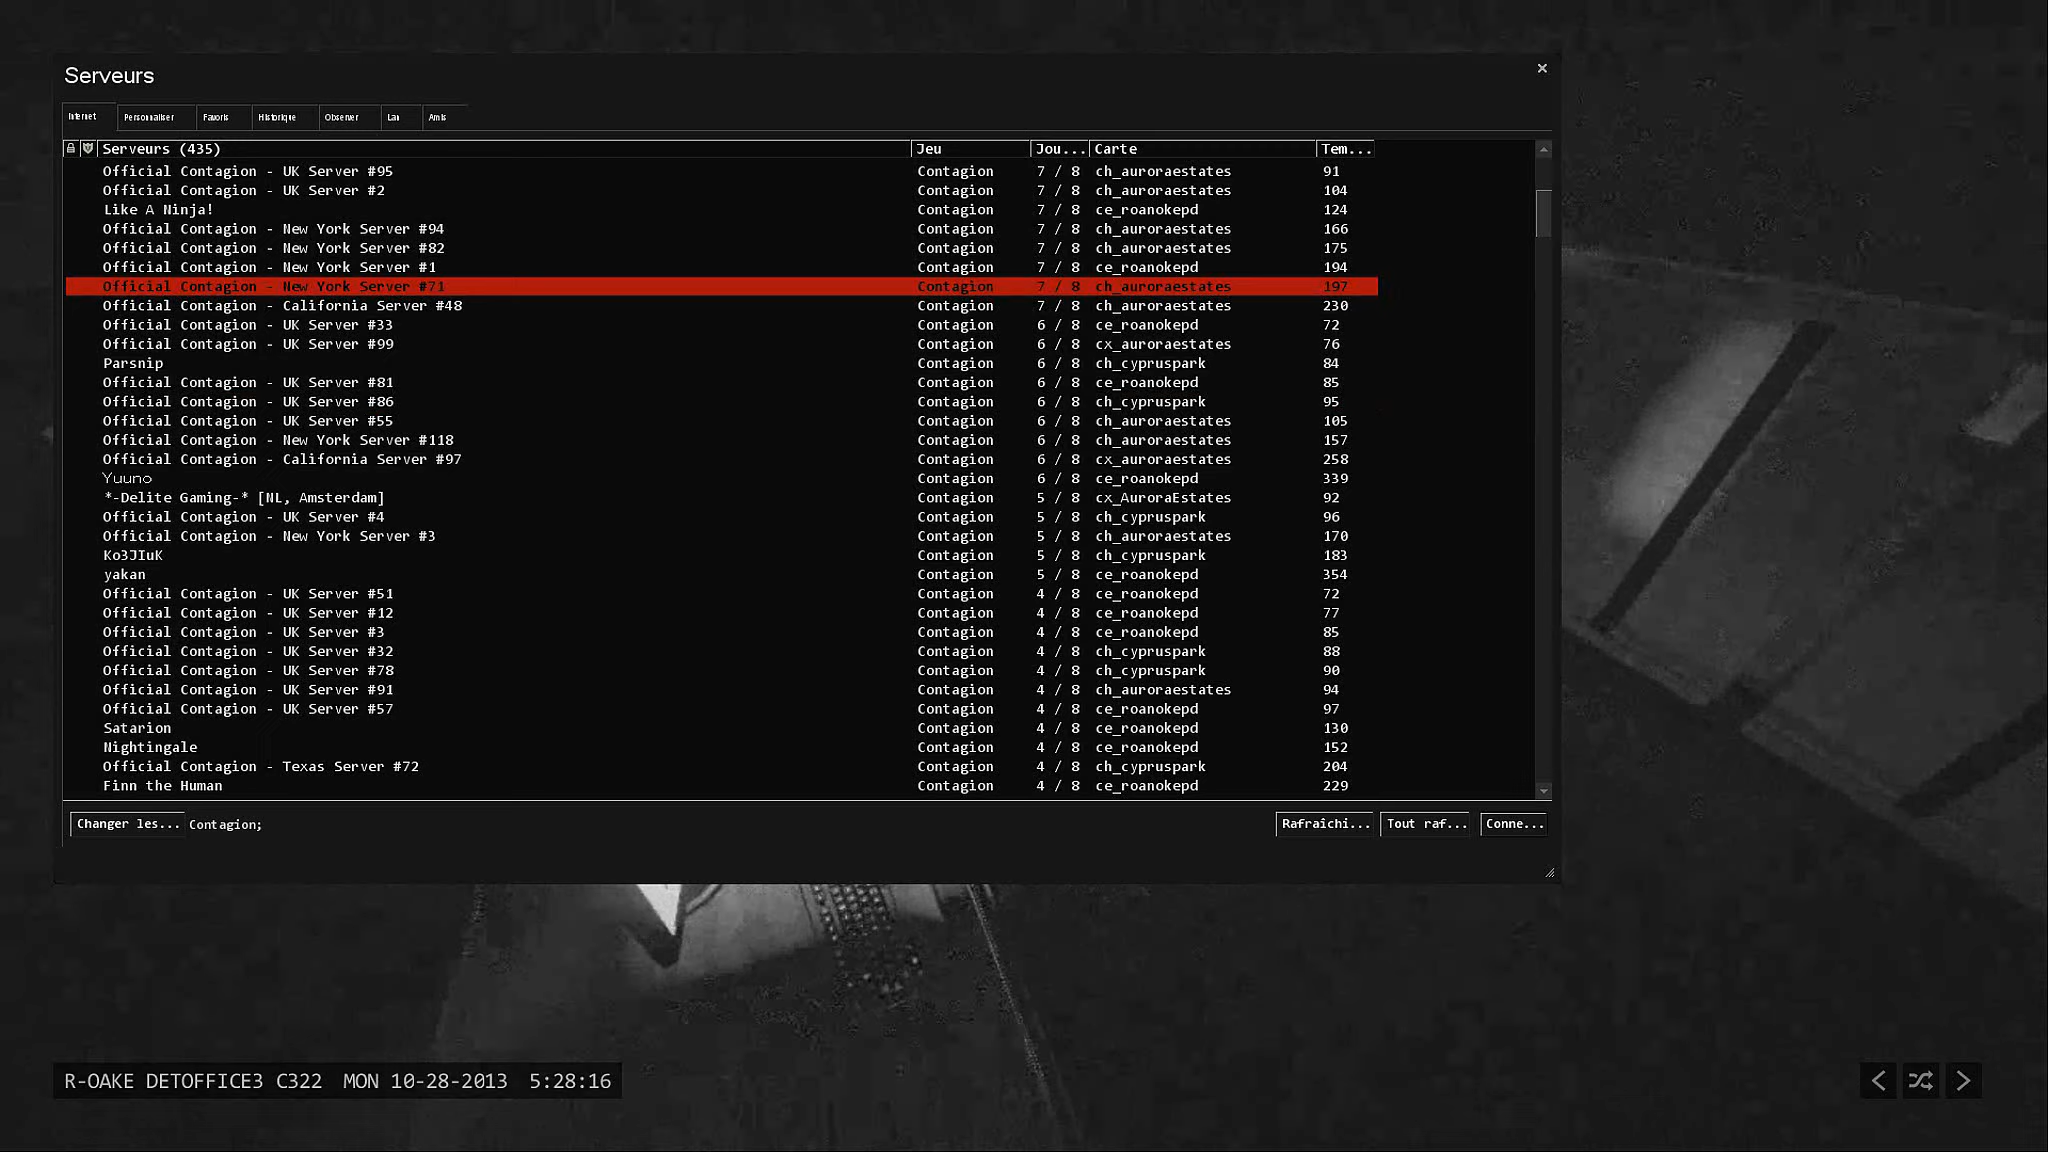 Serveurs
Internet Personnaliser Favoris Historique Observer Lan Amis
Serveurs (435) Jeu Jou... Carte Tem...
Official Contagion - UK Server #95 Contagion 7 / 8 ch_auroraestates 91
Official Contagion - UK Server #2 Contagion 7 / 8 ch_auroraestates 104
Like A Ninja! Contagion 7 / 8 ce_roanokepd 124
Official Contagion - New York Server #94 Contagion 7 / 8 ch_auroraestates 166
Official Contagion - New York Server #82 Contagion 7 / 8 ch_auroraestates 175
Official Contagion - New York Server #1 Contagion 7 / 8 ce_roanokepd 194
Official Contagion - New York Server #71 Contagion 7 / 8 ch_auroraestates 197
Official Contagion - California Server #48 Contagion 7 / 8 ch_auroraestates 230
Official Contagion - UK Server #33 Contagion 6 / 8 ce_roanokepd 72
Official Contagion - UK Server #99 Contagion 6 / 8 cx_auroraestates 76
Parsnip Contagion 6 / 8 ch_cypruspark 84
Official Contagion - UK Server #81 Contagion 6 / 8 ce_roanokepd 85
Official Contagion - UK Server #86 Contagion 6 / 8 ch_cypruspark 95
Official Contagion - UK Server #55 Contagion 6 / 8 ch_auroraestates 105
Official Contagion - New York Server #118 Contagion 6 / 8 ch_auroraestates 157
Official Contagion - California Server #97 Contagion 6 / 8 cx_auroraestates 258
Yuuno Contagion 6 / 8 ce_roanokepd 339
*-Delite Gaming-* [NL, Amsterdam] Contagion 5 / 8 cx_AuroraEstates 92
Official Contagion - UK Server #4 Contagion 5 / 8 ch_cypruspark 96
Official Contagion - New York Server #3 Contagion 5 / 8 ch_auroraestates 170
Ko3JIuK Contagion 5 / 8 ch_cypruspark 183
yakan Contagion 5 / 8 ce_roanokepd 354
Official Contagion - UK Server #51 Contagion 4 / 8 ce_roanokepd 72
Official Contagion - UK Server #12 Contagion 4 / 8 ce_roanokepd 77
Official Contagion - UK Server #3 Contagion 4 / 8 ce_roanokepd 85
Official Contagion - UK Server #32 Contagion 4 / 8 ch_cypruspark 88
Official Contagion - UK Server #78 Contagion 4 / 8 ch_cypruspark 90
Official Contagion - UK Server #91 Contagion 4 / 8 ch_auroraestates 94
Official Contagion - UK Server #57 Contagion 4 / 8 ce_roanokepd 97
Satarion Contagion 4 / 8 ce_roanokepd 130
Nightingale Contagion 4 / 8 ce_roanokepd 152
Official Contagion - Texas Server #72 Contagion 4 / 8 ch_cypruspark 204
Finn the Human Contagion 4 / 8 ce_roanokepd 229
Changer les... Contagion; Rafraîchi... Tout raf... Conne...
R-OAKE DETOFFICE3 C322 MON 10-28-2013 5:28:16